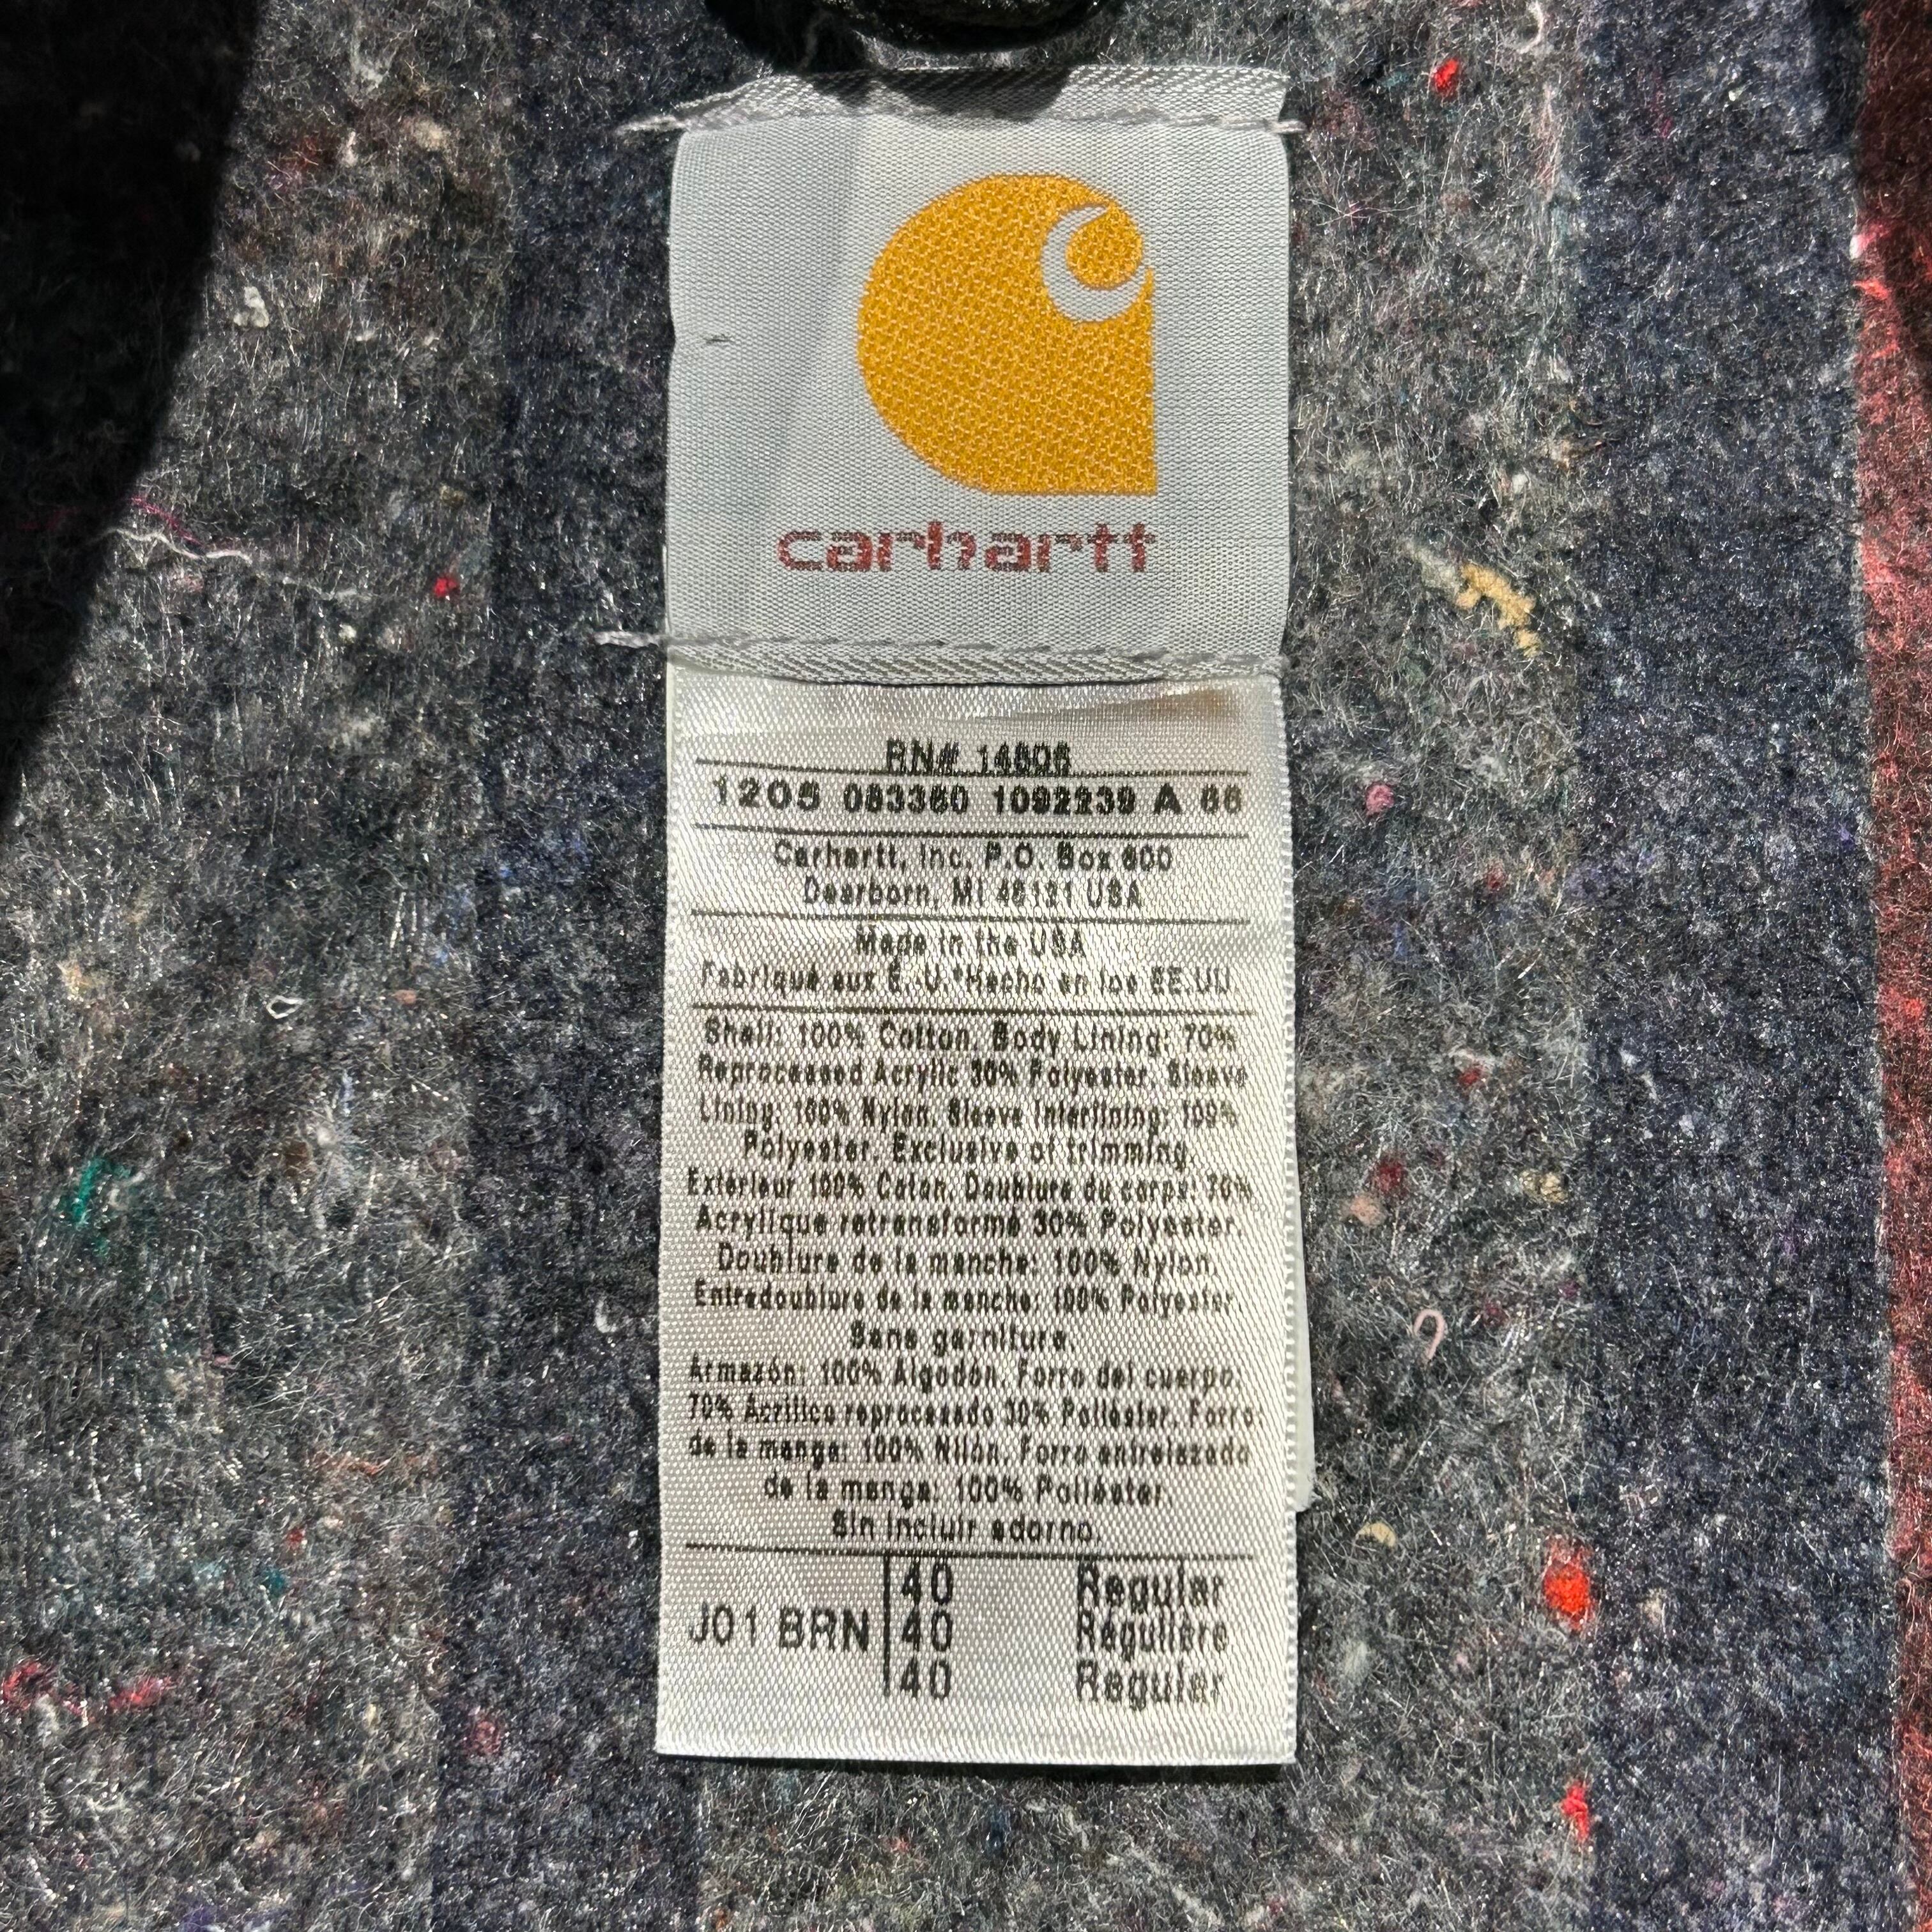 carhartt
RN# 14806
1205 083360 1092239 A 66
Carhartt, Inc. P.O. Box 600
Dearborn, MI 48121 USA
Made in the USA
Fabriqué aux É.-U.*Hecho en los EE.UU.
Shell: 100% Cotton. Body Lining: 70%
Reprocessed Acrylic 30% Polyester. Sleeve
Lining: 100% Nylon. Sleeve Interlining: 100%
Polyester. Exclusive of trimming.
Exterieur 100% Coton. Doublure du corps: 70%
Acrylique retransformé 30% Polyester.
Doublure de la manche: 100% Nylon.
Entredoublure de la manche: 100% Polyester.
Sans garniture.
Armazón: 100% Algodón. Forro del cuerpo:
70% Acrílico reprocesado 30% Poliéster. Forro
de la manga: 100% Nilón. Forro entrelazado
de la manga: 100% Poliéster.
Sin incluir adorno.
J01 BRN
40 Regular
40 Régulière
40 Regular